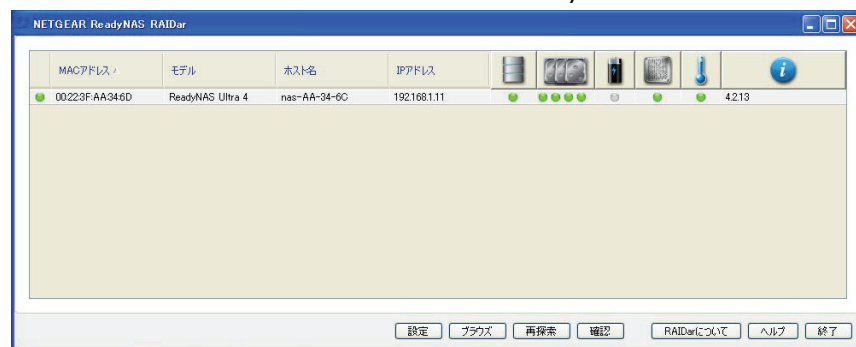 NETGEAR ReadyNAS RAIDar
MACアドレス モデル ホスト名 IPアドレス
00:22:3F:AA:34:6D ReadyNAS Ultra 4 nas-AA-34-6C 192.168.1.11 4.2.13
設定 ブラウズ 再探索 確認 RAIDarについて ヘルプ 終了